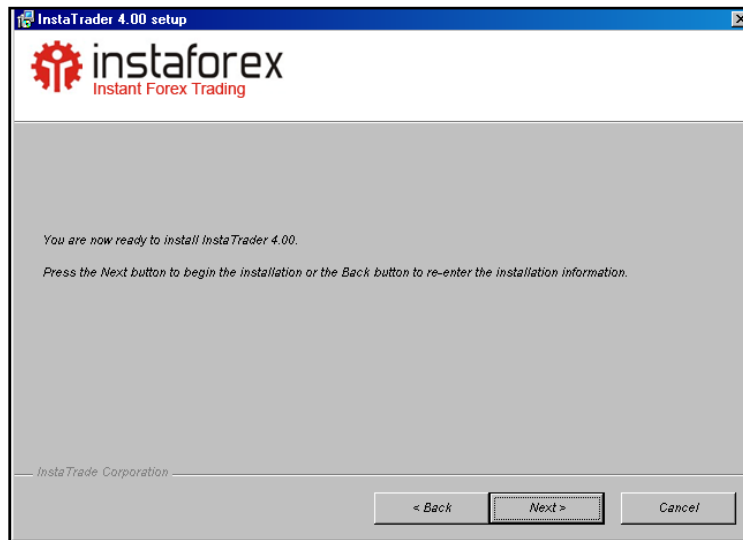 InstaTrader 4.00 setup
instaforex
Instant Forex Trading
You are now ready to install InstaTrader 4.00.
Press the Next button to begin the installation or the Back button to re-enter the installation information.
InstaTrade Corporation
< Back
Next >
Cancel